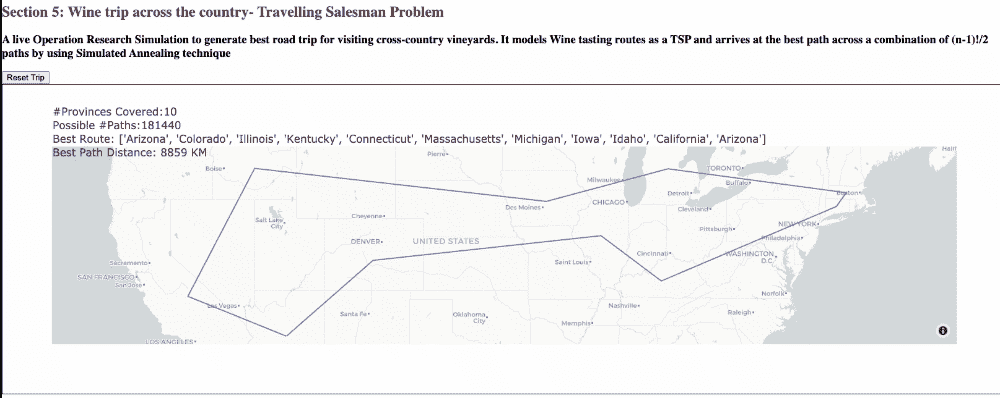 Section 5: Wine trip across the country- Travelling Salesman Problem
A live Operation Research Simulation to generate best road trip for visiting cross-country vineyards. It models Wine tasting routes as a TSP and arrives at the best path across a combination of (n-1)!/2
paths by using Simulated Annealing technique
Reset Trip
#Provinces Covered:10
Possible #Paths:181440
Best Route: ['Arizona', 'Colorado', 'Illinois', 'Kentucky', 'Connecticut', 'Massachusetts', 'Michigan', 'Iowa', 'Idaho', 'California', 'Arizona']
Best Path Distance: 8859 KM
Pierre
Boise
TORONTO
Milwaukee
Buffalo
Detroit
Boston
CHICAGO
Des Moines
Cleveland
Salt Lake
City
Cheyenne
NEW YORK
Pittsburgh
Philadelphia
DENVER
UNITED STATES
Cincinnati
WASHINGTON
D.C.
Sacramento
Saint Louis
SAN FRANCISCO
San Jose
Norfolk
Las Vegas
Nashville
Santa Fe
Oklahoma
City
Raleigh
Memphis
LOS ANGELES